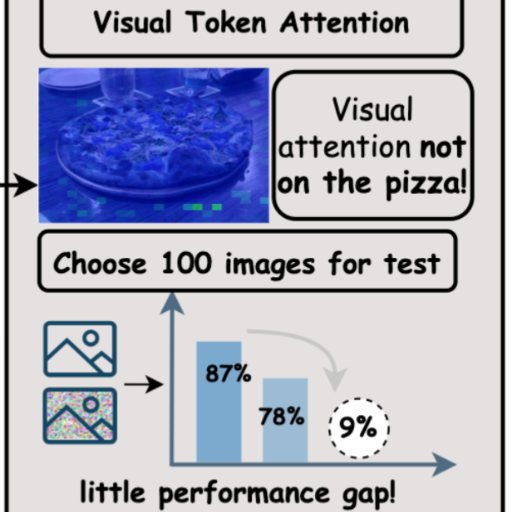 Visual Token Attention
Visual
attention not
on the pizza!
Choose 100 images for test
87%
78%
9%
little performance gap!